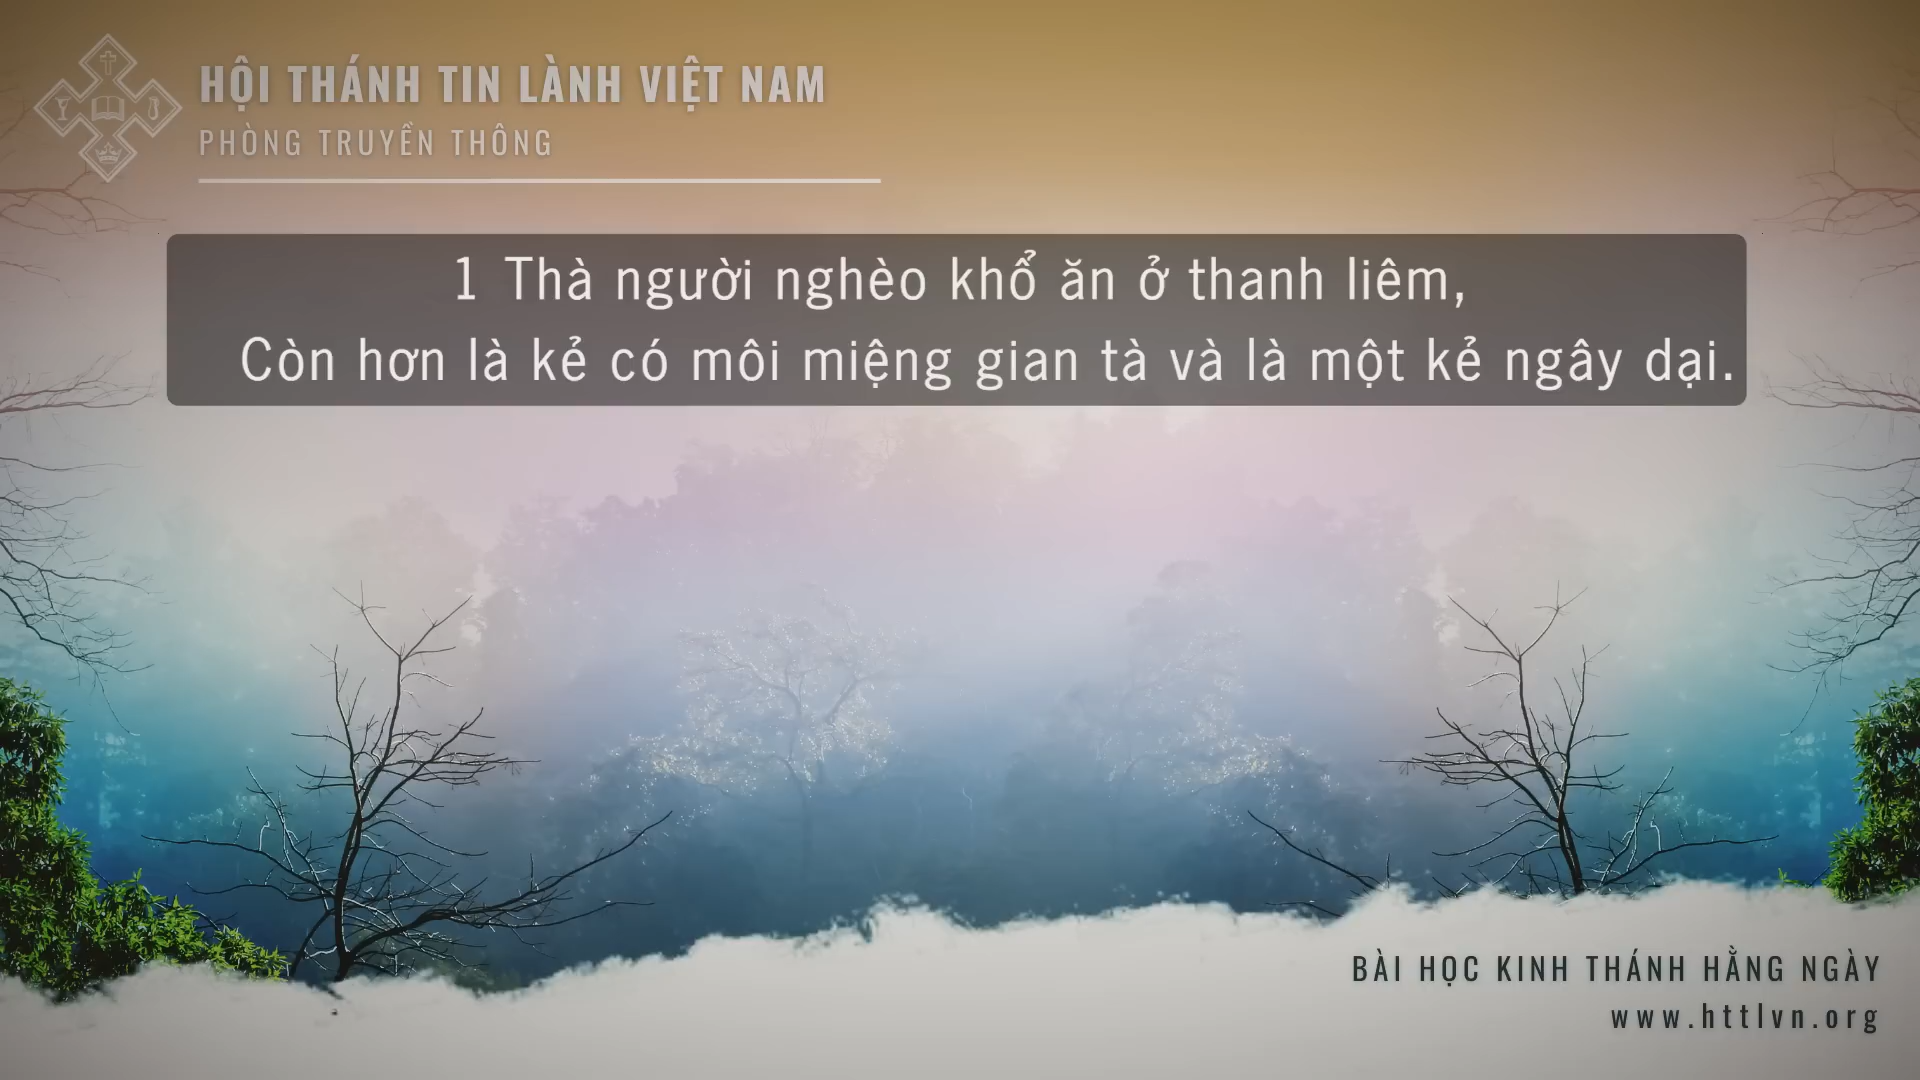 HỘI THÁNH TIN LÀNH VIỆT NAM
PHÒNG TRUYỀN THÔNG
1 Thà người nghèo khổ ăn ở thanh liêm,
Còn hơn là kẻ có môi miệng gian tà và là một kẻ ngây dại.
BÀI HỌC KINH THÁNH HẰNG NGÀY
www.httlvn.org